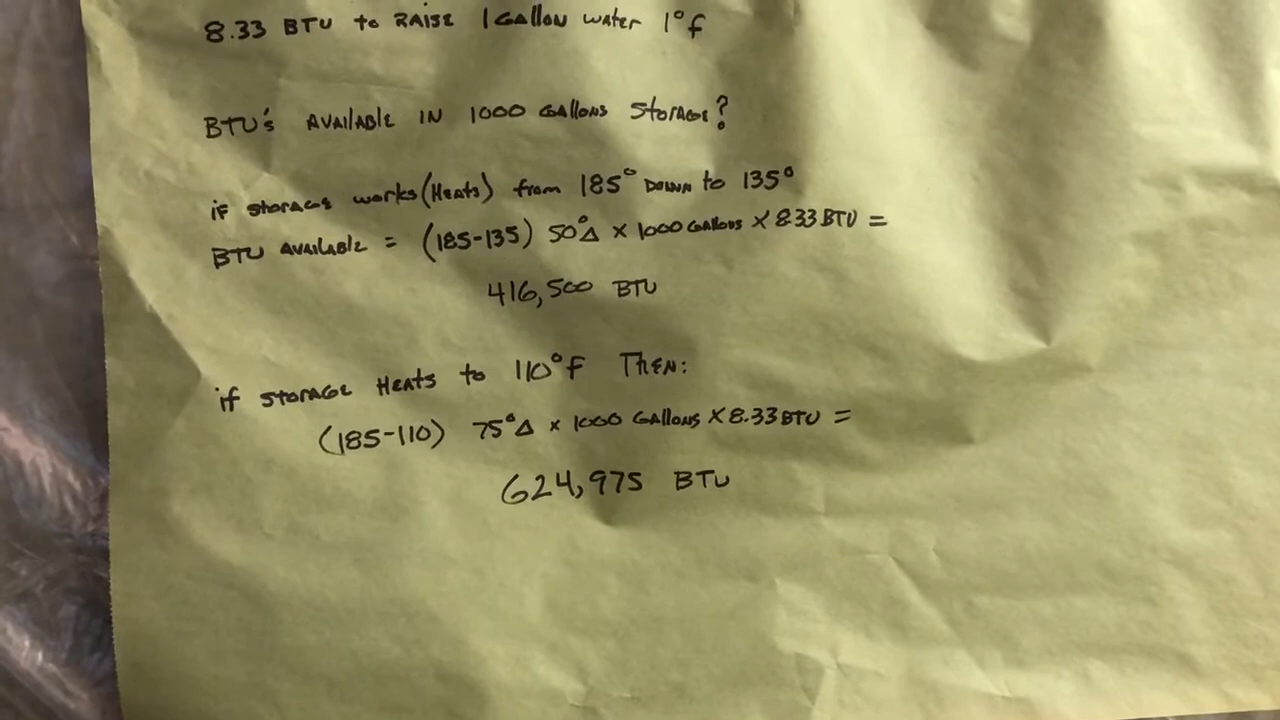 8.33 BTU to RAISE 1 GALLON water 1°f
BTU's AVAILABLE IN 1000 GALLONS STORAGE?
if STORAGE works (Heats) from 185° DOWN to 135°
BTU AVAILABLE = (185-135) 50°Δ x 1000 GALLONS x 8.33 BTU =
416,500 BTU
if STORAGE HEATS to 110°F THEN:
(185-110) 75°Δ x 1000 GALLONS x 8.33 BTU =
624,975 BTU